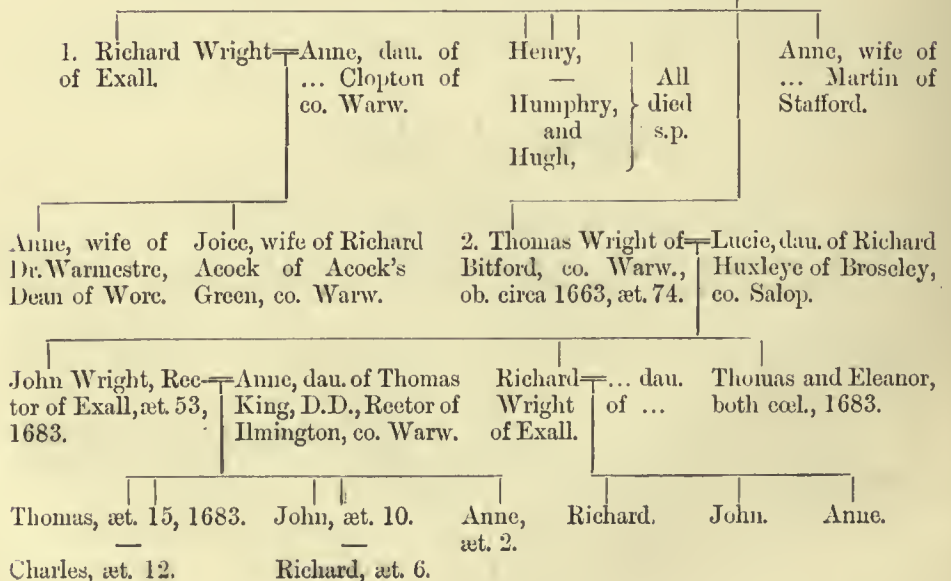 1. Richard Wright=Anne, dau. of
of Exall.
... Clopton of
co. Warw.
Henry,
—
Humphry,
and
Hugh,
All
died
s.p.
Anne, wife of
... Martin of
Stafford.
Anne, wife of
Dr. Warmestre,
Dean of Worc.
Joice, wife of Richard
Acock of Acock's
Green, co. Warw.
2. Thomas Wright of=Lucie, dau. of Richard
Bitford, co. Warw.,
ob. circa 1663, æt. 74.
Huxleye of Broseley,
co. Salop.
John Wright, Rec-=Anne, dau. of Thomas
tor of Exall, æt. 53,
1683.
King, D.D., Rector of
Ilmington, co. Warw.
Richard=... dau.
Wright
of Exall.
of ...
Thomas and Eleanor,
both cœl., 1683.
Thomas, æt. 15, 1683.
—
Charles, æt. 12.
John, æt. 10.
—
Richard, æt. 6.
Anne,
æt. 2.
Richard.
John.
Anne.